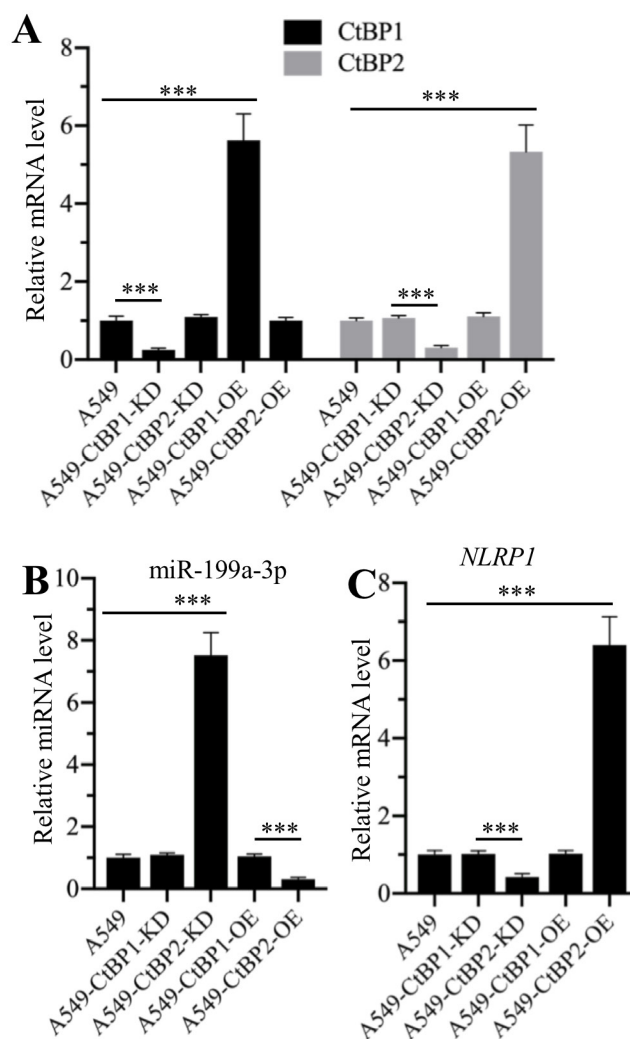 A
CtBP1
CtBP2
Relative mRNA level
8
6
4
2
0
***
***
***
***
A549
A549-CtBP1-KD
A549-CtBP2-KD
A549-CtBP1-OE
A549-CtBP2-OE
A549
A549-CtBP1-KD
A549-CtBP2-KD
A549-CtBP1-OE
A549-CtBP2-OE
B
miR-199a-3p
Relative miRNA level
10
8
6
4
2
0
***
***
A549
A549-CtBP1-KD
A549-CtBP2-KD
A549-CtBP1-OE
A549-CtBP2-OE
C
NLRP1
Relative mRNA level
8
6
4
2
0
***
***
A549
A549-CtBP1-KD
A549-CtBP2-KD
A549-CtBP1-OE
A549-CtBP2-OE